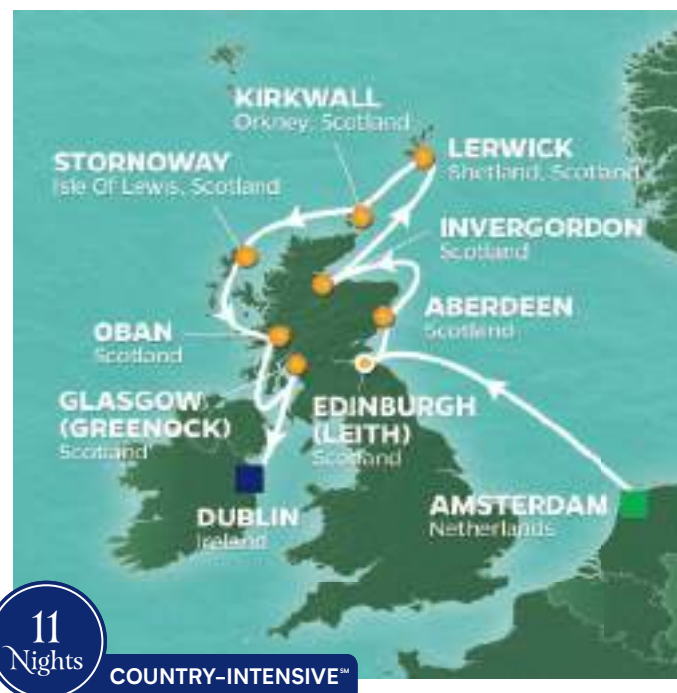 KIRKWALL
Orkney, Scotland
STORNOWAY
Isle Of Lewis, Scotland
LERWICK
Shetland, Scotland
INVERGORDON
Scotland
ABERDEEN
Scotland
OBAN
Scotland
GLASGOW
(GREENOCK)
Scotland
EDINBURGH
(LEITH)
Scotland
DUBLIN
Ireland
AMSTERDAM
Netherlands
11
Nights
COUNTRY-INTENSIVE℠